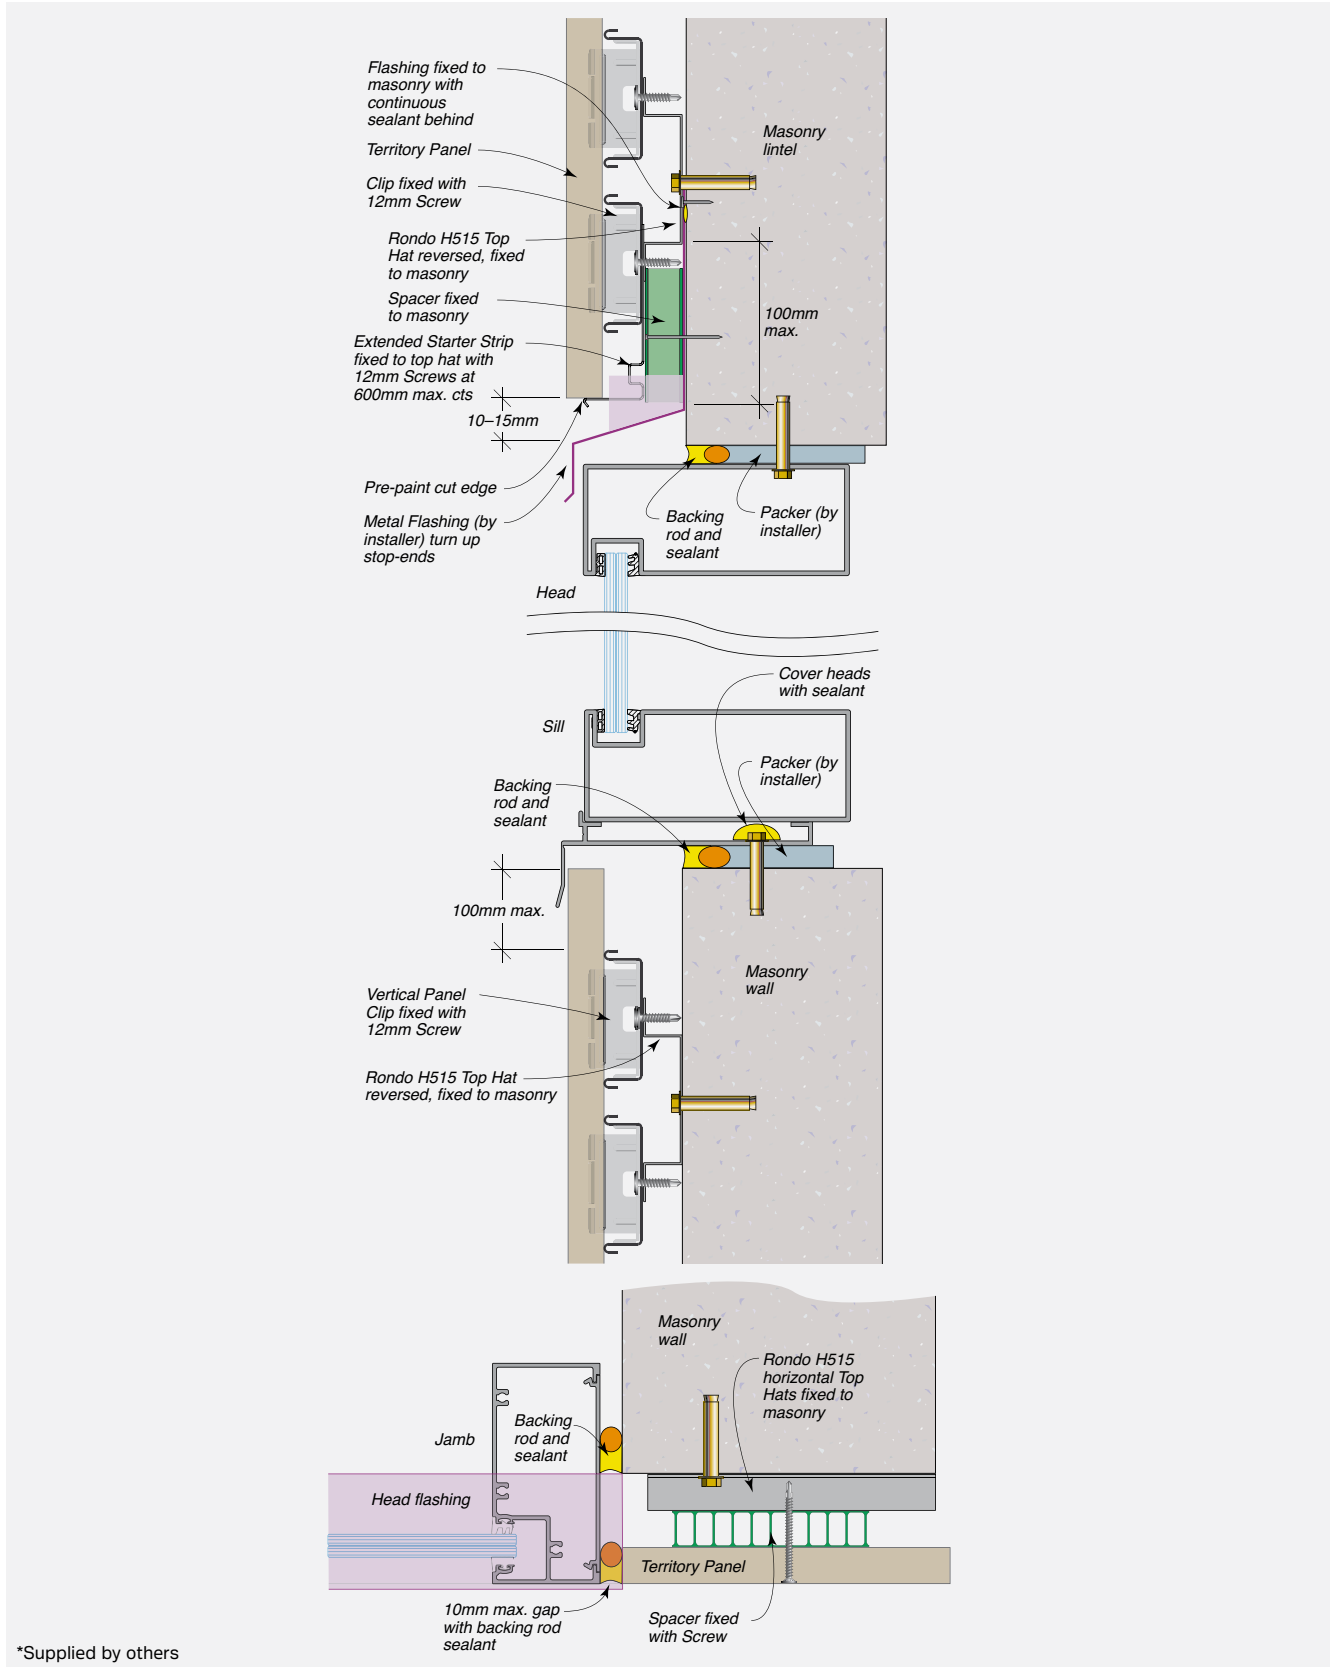 Flashing fixed to
masonry with
continuous
sealant behind
Masonry
lintel
Territory Panel
Clip fixed with
12mm Screw
Rondo H515 Top
Hat reversed, fixed
to masonry
Spacer fixed
to masonry
100mm
max.
Extended Starter Strip
fixed to top hat with
12mm Screws at
600mm max. cts
10–15mm
Pre-paint cut edge
Metal Flashing (by
installer) turn up
stop-ends
Backing
rod and
sealant
Packer (by
installer)
Head
Cover heads
with sealant
Sill
Packer (by
installer)
Backing
rod and
sealant
100mm max.
Masonry
wall
Vertical Panel
Clip fixed with
12mm Screw
Rondo H515 Top Hat
reversed, fixed to masonry
Masonry
wall
Rondo H515
horizontal Top
Hats fixed to
masonry
Jamb
Backing
rod and
sealant
Head flashing
Territory Panel
10mm max. gap
with backing rod
sealant
Spacer fixed
with Screw
*Supplied by others